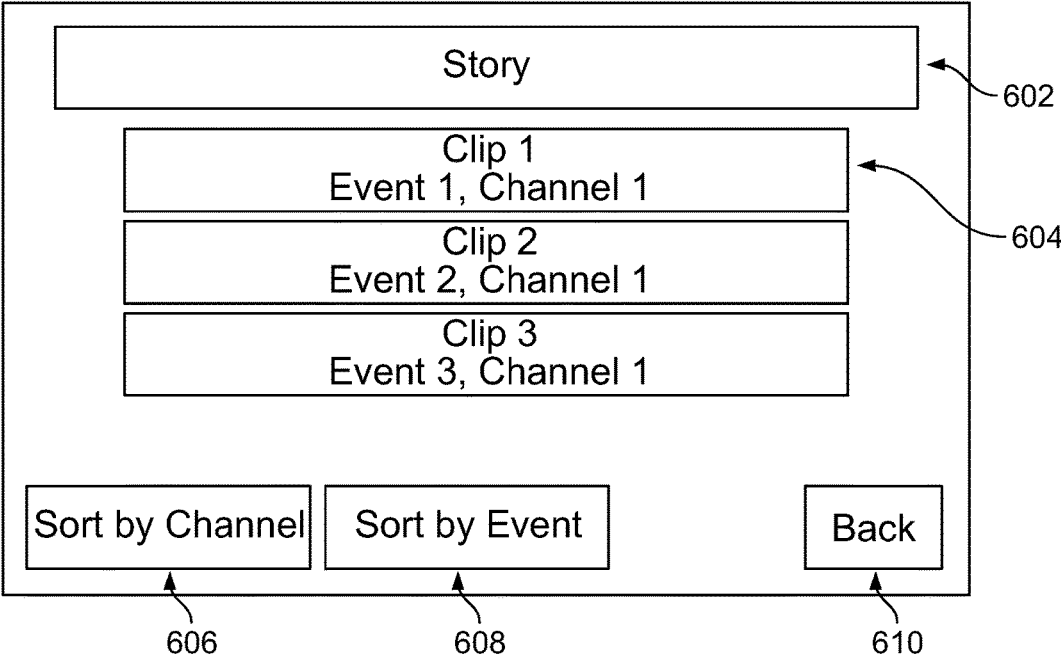 Story
602
Clip 1
Event 1, Channel 1
604
Clip 2
Event 2, Channel 1
Clip 3
Event 3, Channel 1
Sort by Channel
Sort by Event
Back
606
608
610